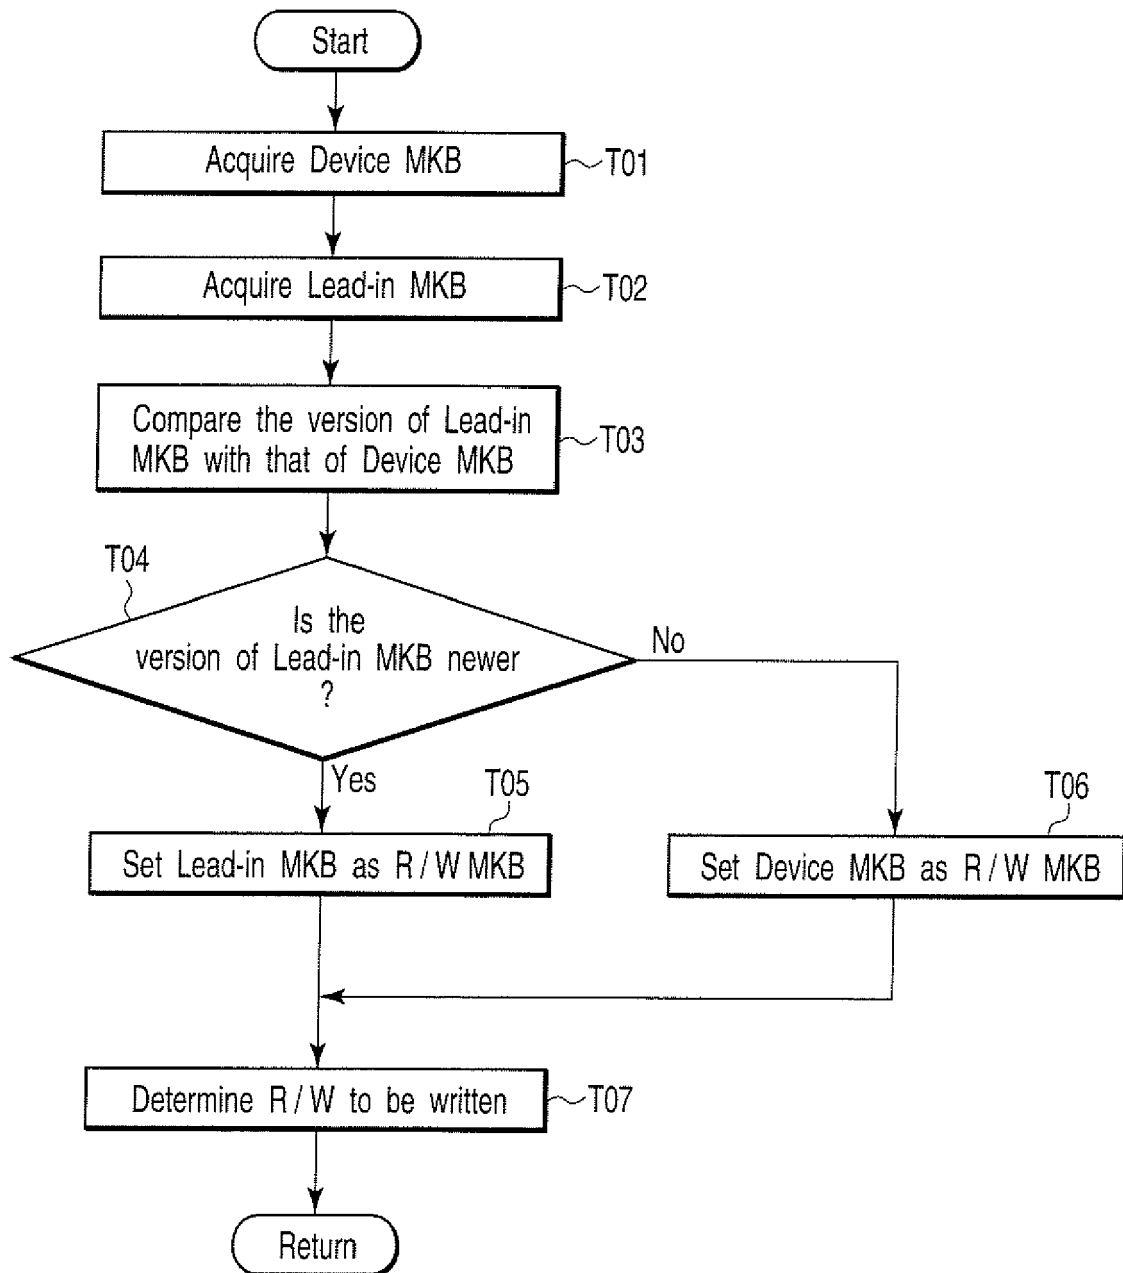 Start
Acquire Device MKB
T01
Acquire Lead-in MKB
T02
Compare the version of Lead-in
MKB with that of Device MKB
T03
T04
Is the
version of Lead-in MKB newer
?
No
Yes
T05
Set Lead-in MKB as R/W MKB
T06
Set Device MKB as R/W MKB
Determine R/W to be written
T07
Return